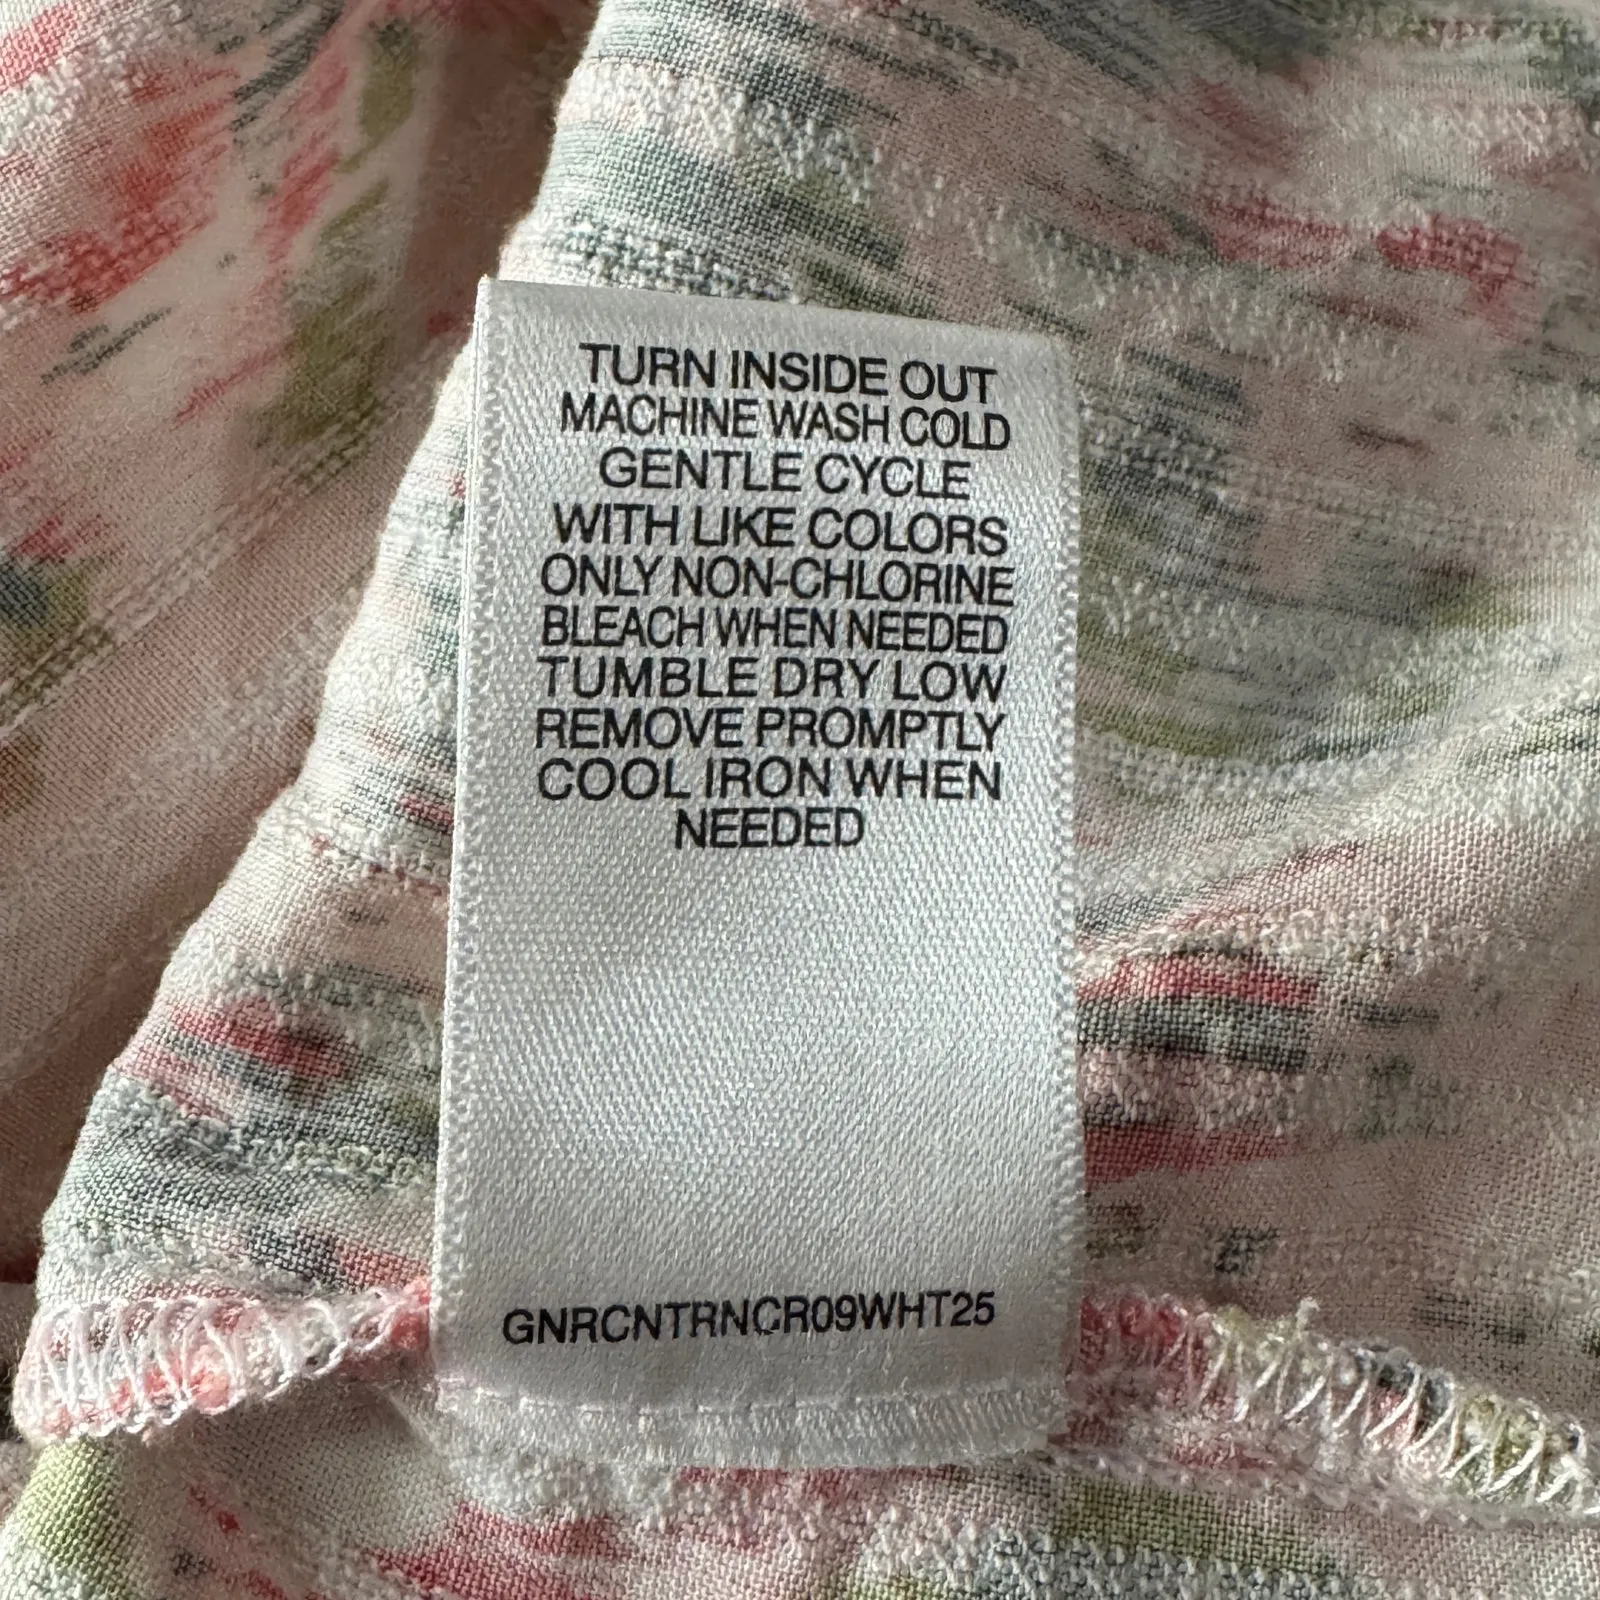 TURN INSIDE OUT
MACHINE WASH COLD
GENTLE CYCLE
WITH LIKE COLORS
ONLY NON-CHLORINE
BLEACH WHEN NEEDED
TUMBLE DRY LOW
REMOVE PROMPTLY
COOL IRON WHEN
NEEDED
GNRCNTRNCR09WHT25